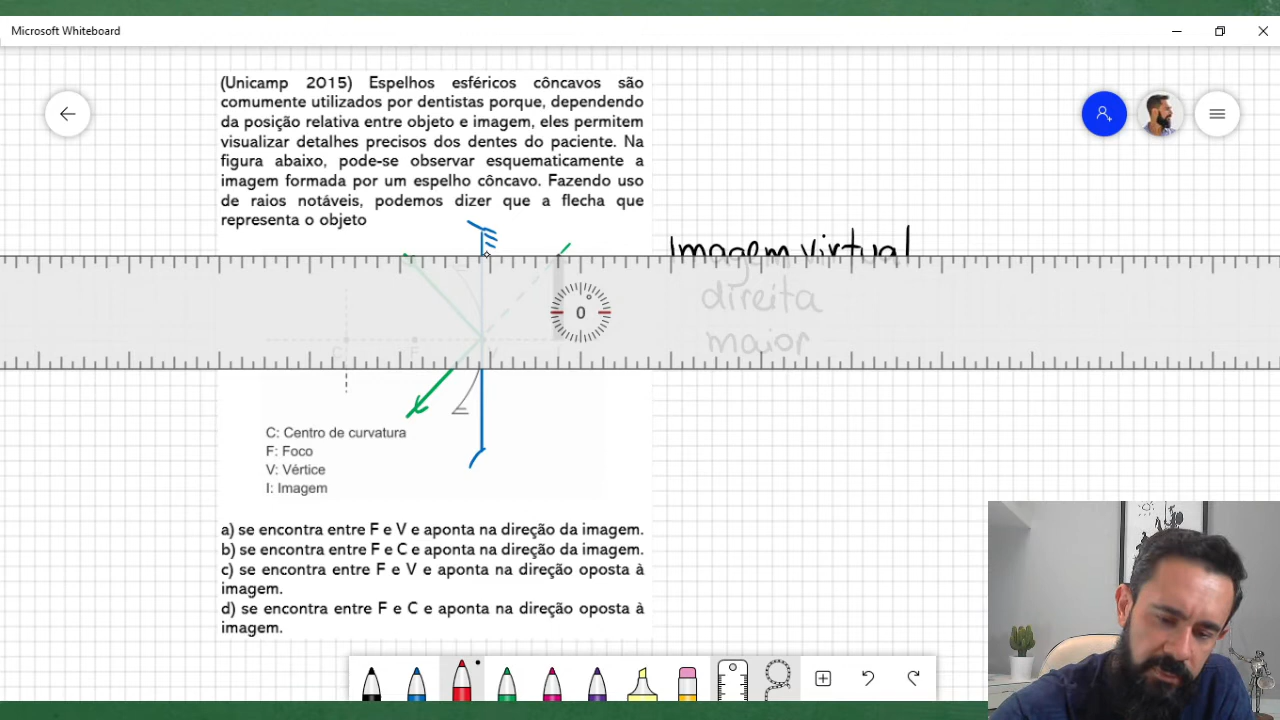 Microsoft Whiteboard
(Unicamp 2015) Espelhos esféricos côncavos são
comumente utilizados por dentistas porque, dependendo
da posição relativa entre objeto e imagem, eles permitem
visualizar detalhes precisos dos dentes do paciente. Na
figura abaixo, pode-se observar esquematicamente a
imagem formada por um espelho côncavo. Fazendo uso
de raios notáveis, podemos dizer que a flecha que
representa o objeto
Imagem virtual
direita
maior
0°
C F V
C: Centro de curvatura
F: Foco
V: Vértice
I: Imagem
a) se encontra entre F e V e aponta na direção da imagem.
b) se encontra entre F e C e aponta na direção da imagem.
c) se encontra entre F e V e aponta na direção oposta à
imagem.
d) se encontra entre F e C e aponta na direção oposta à
imagem.